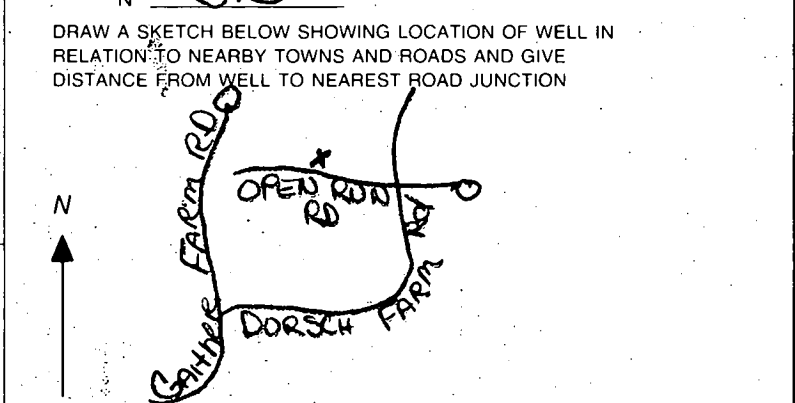 N
DRAW A SKETCH BELOW SHOWING LOCATION OF WELL IN
RELATION TO NEARBY TOWNS AND ROADS AND GIVE
DISTANCE FROM WELL TO NEAREST ROAD JUNCTION
GAITHER FARM RD
OPEN RUN
RD
N
DORSCH FARM Rd